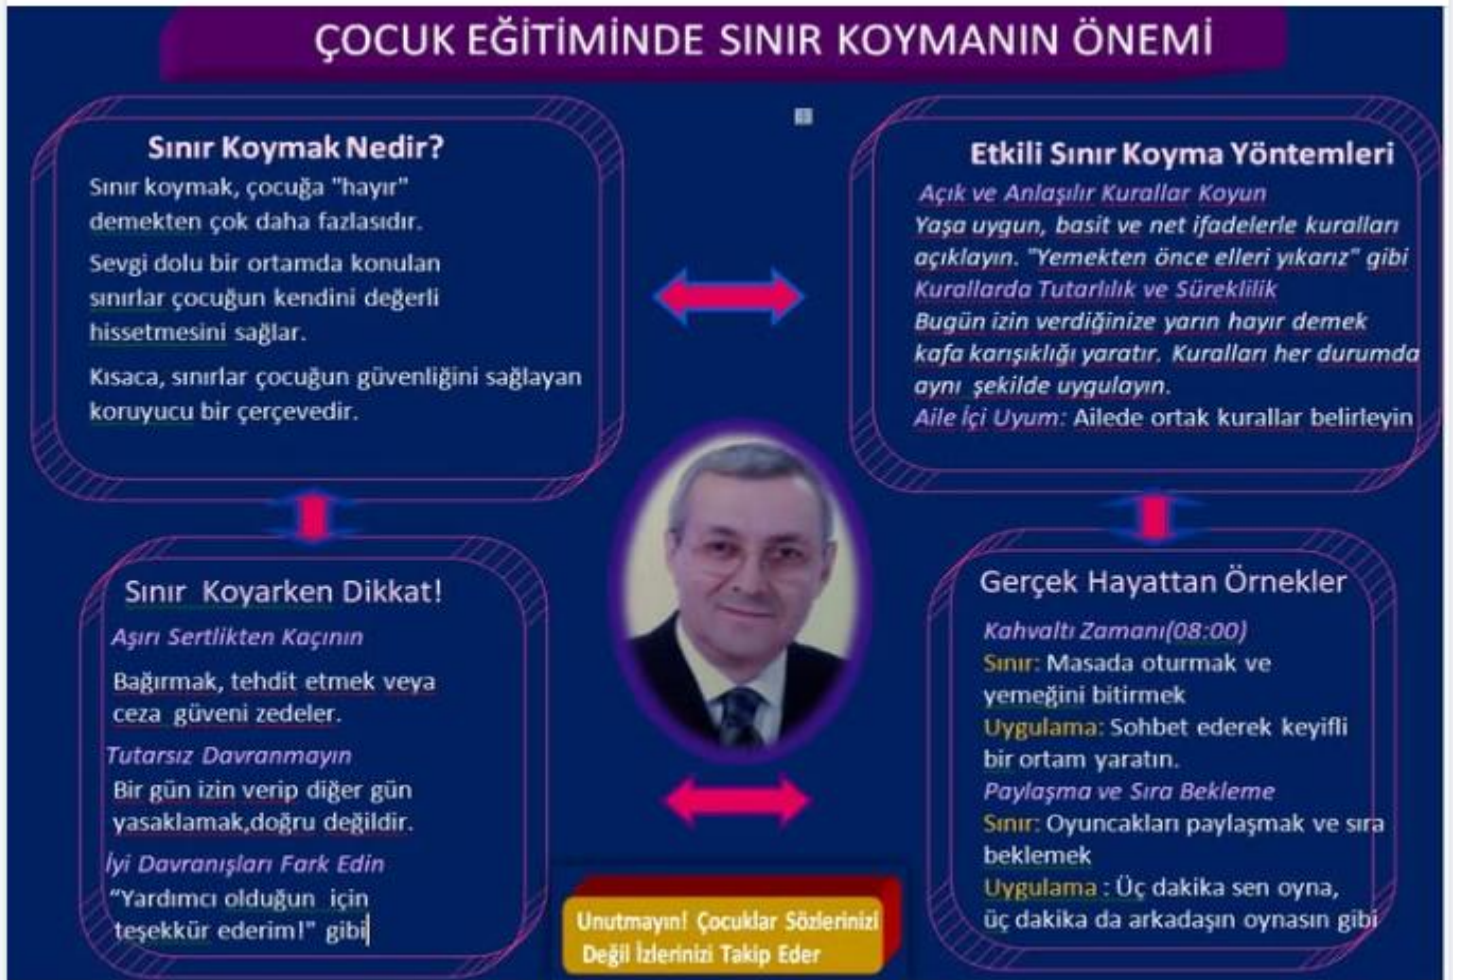 ÇOCUK EĞİTİMİNDE SINIR KOYMANIN ÖNEMİ
Sınır Koymak Nedir?
Sınır koymak, çocuğa "hayır"
demekten çok daha fazlasıdır.
Sevgi dolu bir ortamda konulan
sınırlar çocuğun kendini değerli
hissetmesini sağlar.
Kısaca, sınırlar çocuğun güvenliğini sağlayan
koruyucu bir çerçevedir.
Etkili Sınır Koyma Yöntemleri
Açık ve Anlaşılır Kurallar Koyun
Yaşa uygun, basit ve net ifadelerle kuralları
açıklayın. "Yemekten önce elleri yıkarız" gibi
Kurallarda Tutarlılık ve Süreklilik
Bugün izin verdiğinize yarın hayır demek
kafa karışıklığı yaratır. Kuralları her durumda
aynı şekilde uygulayın.
Aile İçi Uyum: Ailede ortak kurallar belirleyin
Sınır Koyarken Dikkat!
Aşırı Sertlikten Kaçının
Bağırmak, tehdit etmek veya
ceza güveni zedeler.
Tutarsız Davranmayın
Bir gün izin verip diğer gün
yasaklamak,doğru değildir.
İyi Davranışları Fark Edin
"Yardımcı olduğun için
teşekkür ederim!" gibi
Gerçek Hayattan Örnekler
Kahvaltı Zamanı(08:00)
Sınır: Masada oturmak ve
yemeğini bitirmek
Uygulama: Sohbet ederek keyifli
bir ortam yaratın.
Paylaşma ve Sıra Bekleme
Sınır: Oyuncakları paylaşmak ve sıra
beklemek
Uygulama : Üç dakika sen oyna,
üç dakika da arkadaşın oynasın gibi
Unutmayın! Çocuklar Sözlerinizi
Değil İzlerinizi Takip Eder